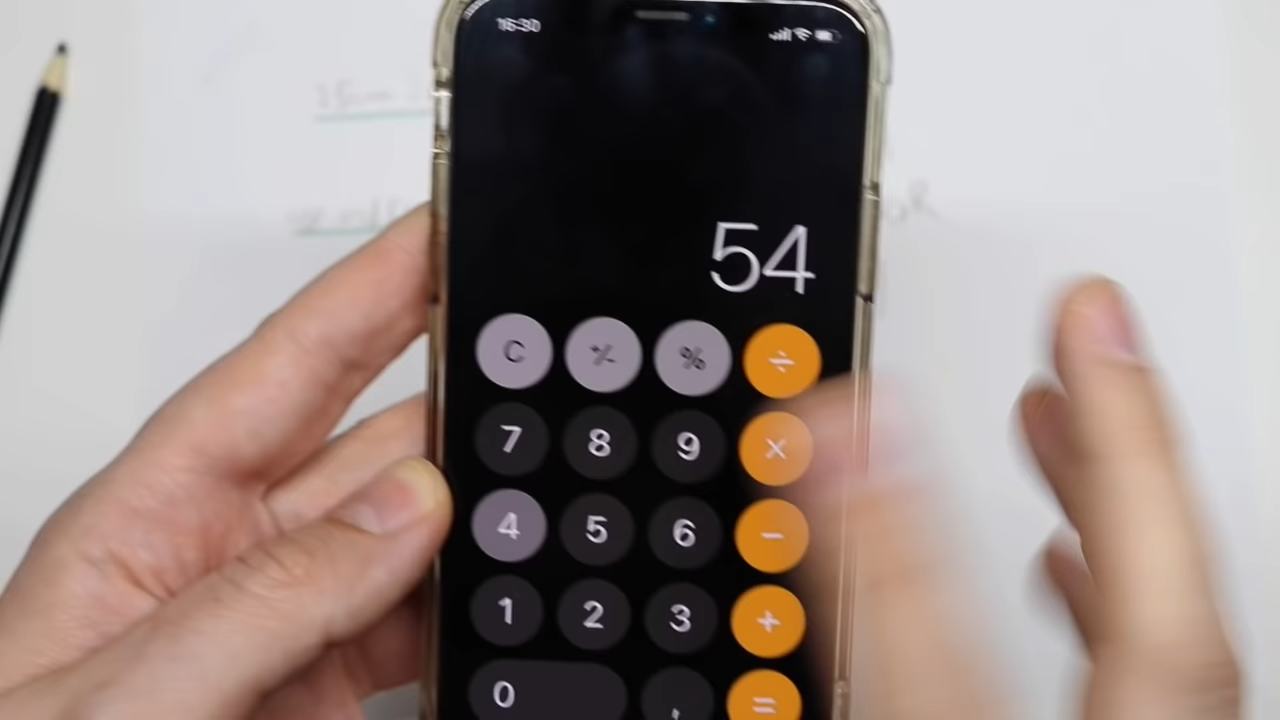 16:30
54
C +/- % ÷
7 8 9 ×
4 5 6 −
1 2 3 +
0 , =